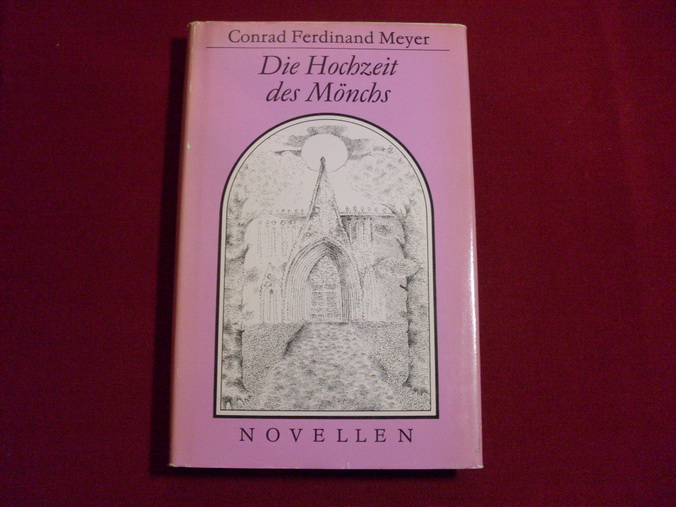 Conrad Ferdinand Meyer
Die Hochzeit
des Mönchs
NOVELLEN